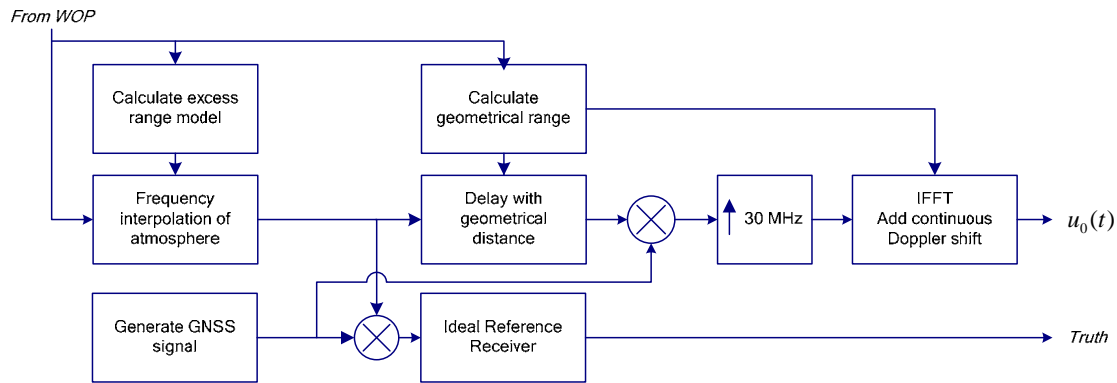 From WOP
Calculate excess
range model
Calculate
geometrical range
Frequency
interpolation of
atmosphere
Delay with
geometrical
distance
30 MHz
IFFT
Add continuous
Doppler shift
u₀(t)
Generate GNSS
signal
Ideal Reference
Receiver
Truth